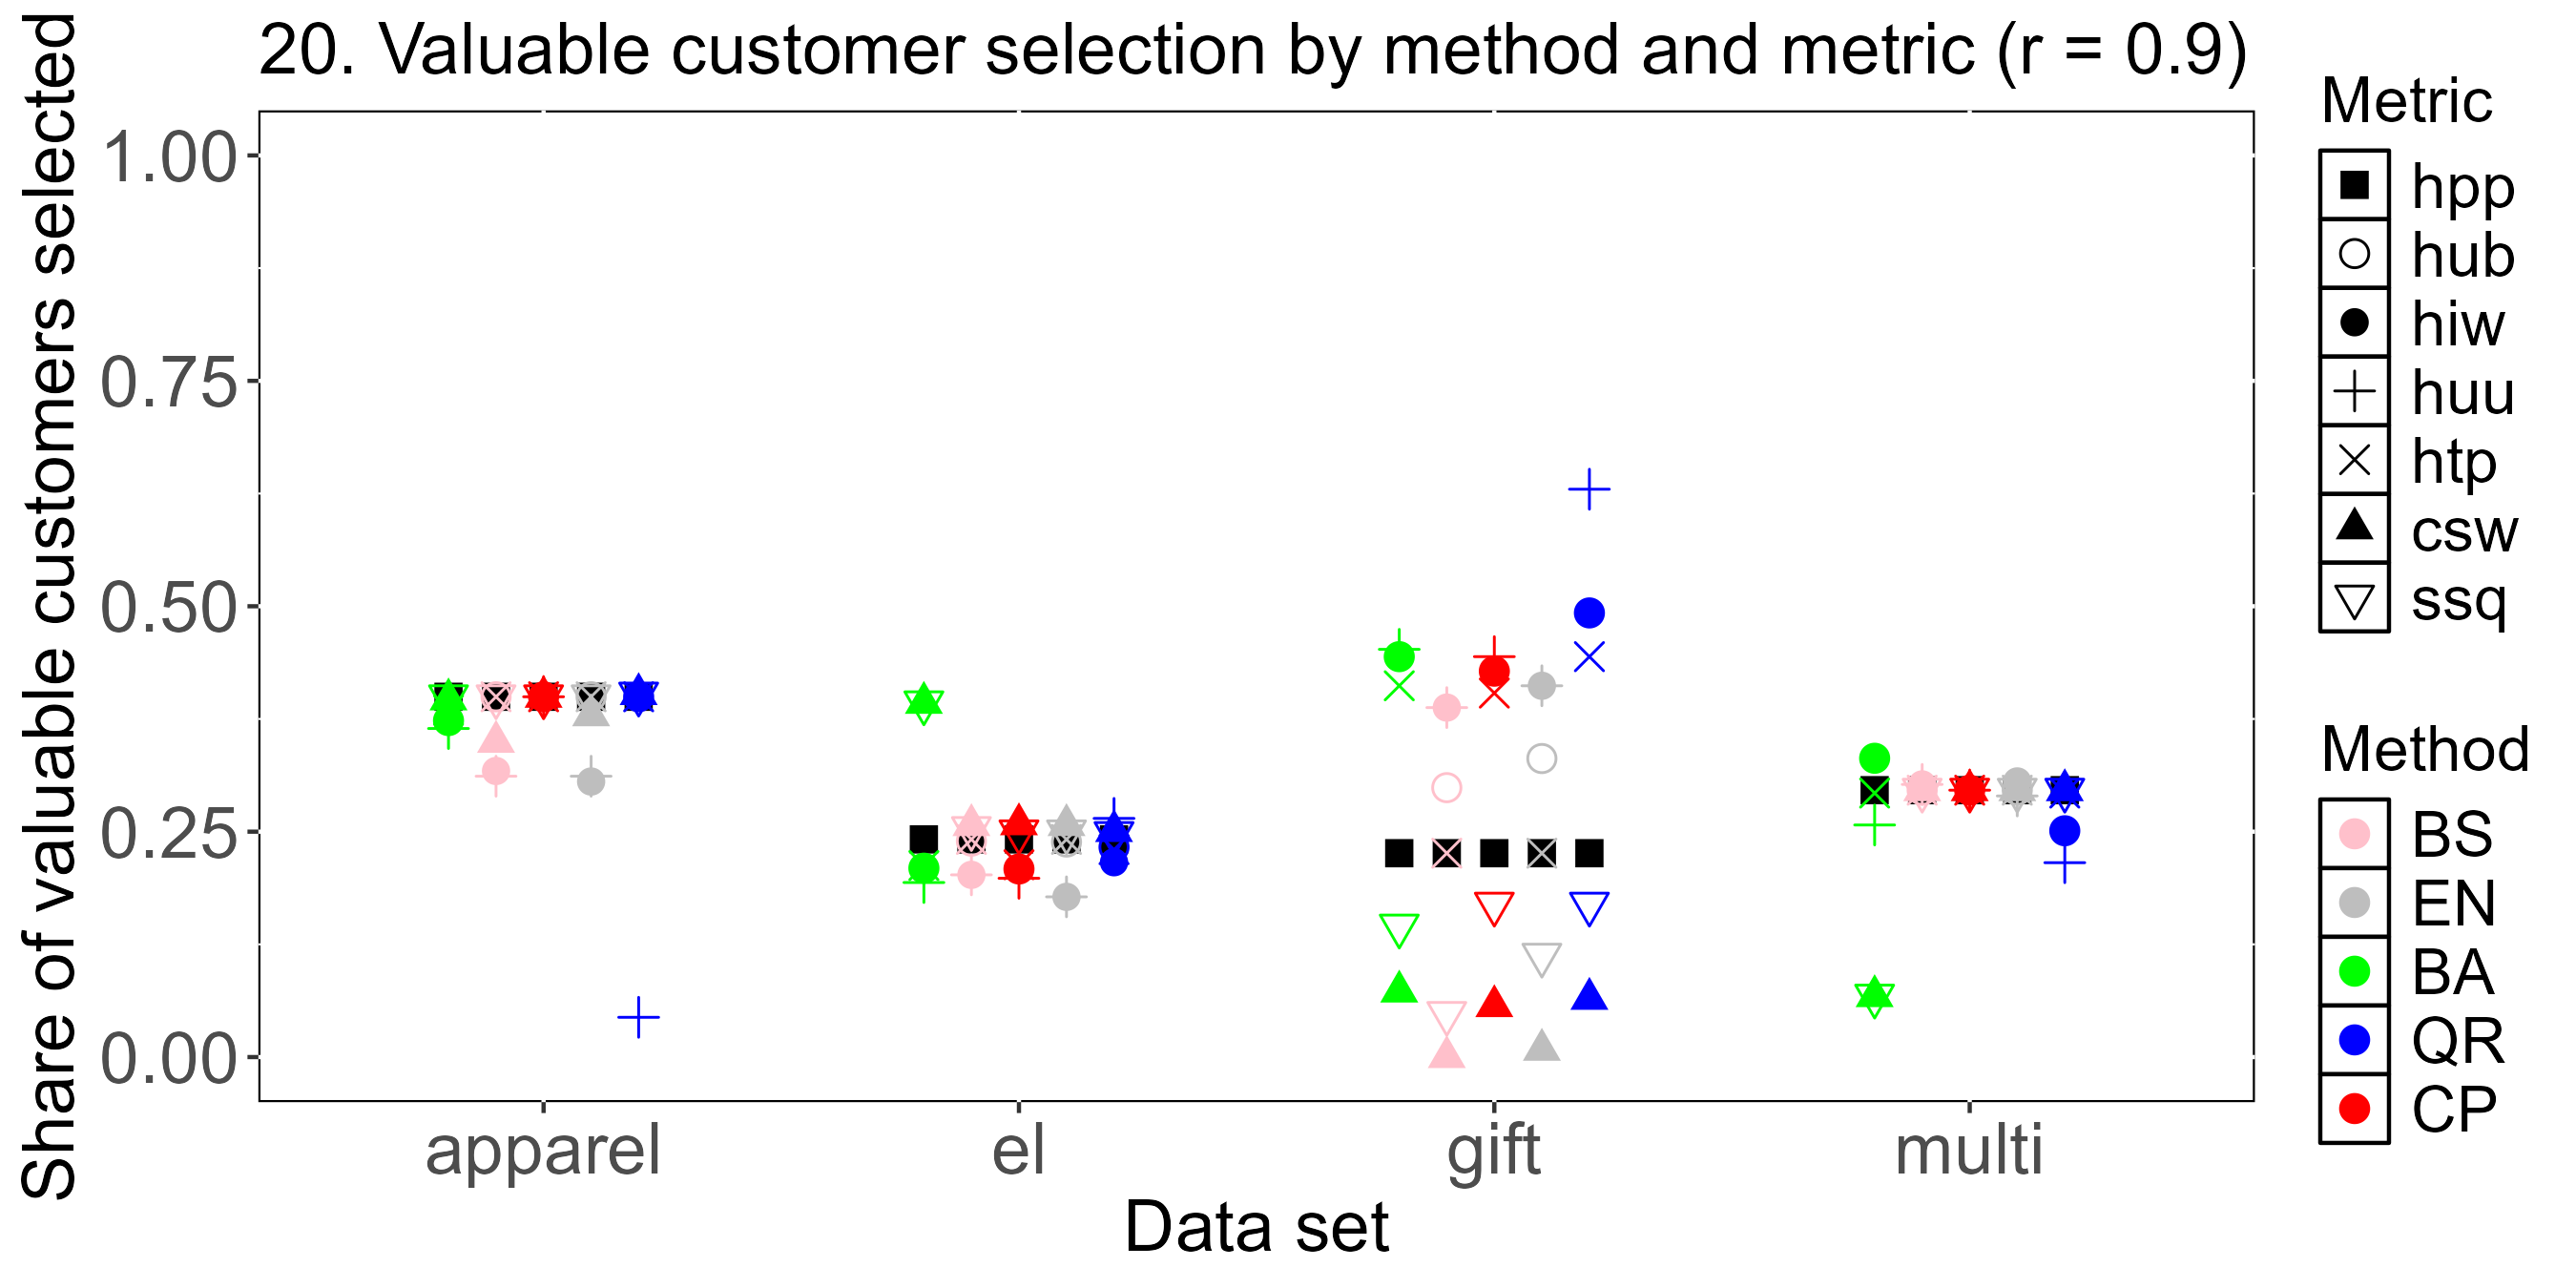 20. Valuable customer selection by method and metric (r = 0.9)
Share of valuable customers selected
1.00
0.75
0.50
0.25
0.00
apparel
el
gift
multi
Data set
Metric
hpp
hub
hiw
huu
htp
csw
ssq
Method
BS
EN
BA
QR
CP